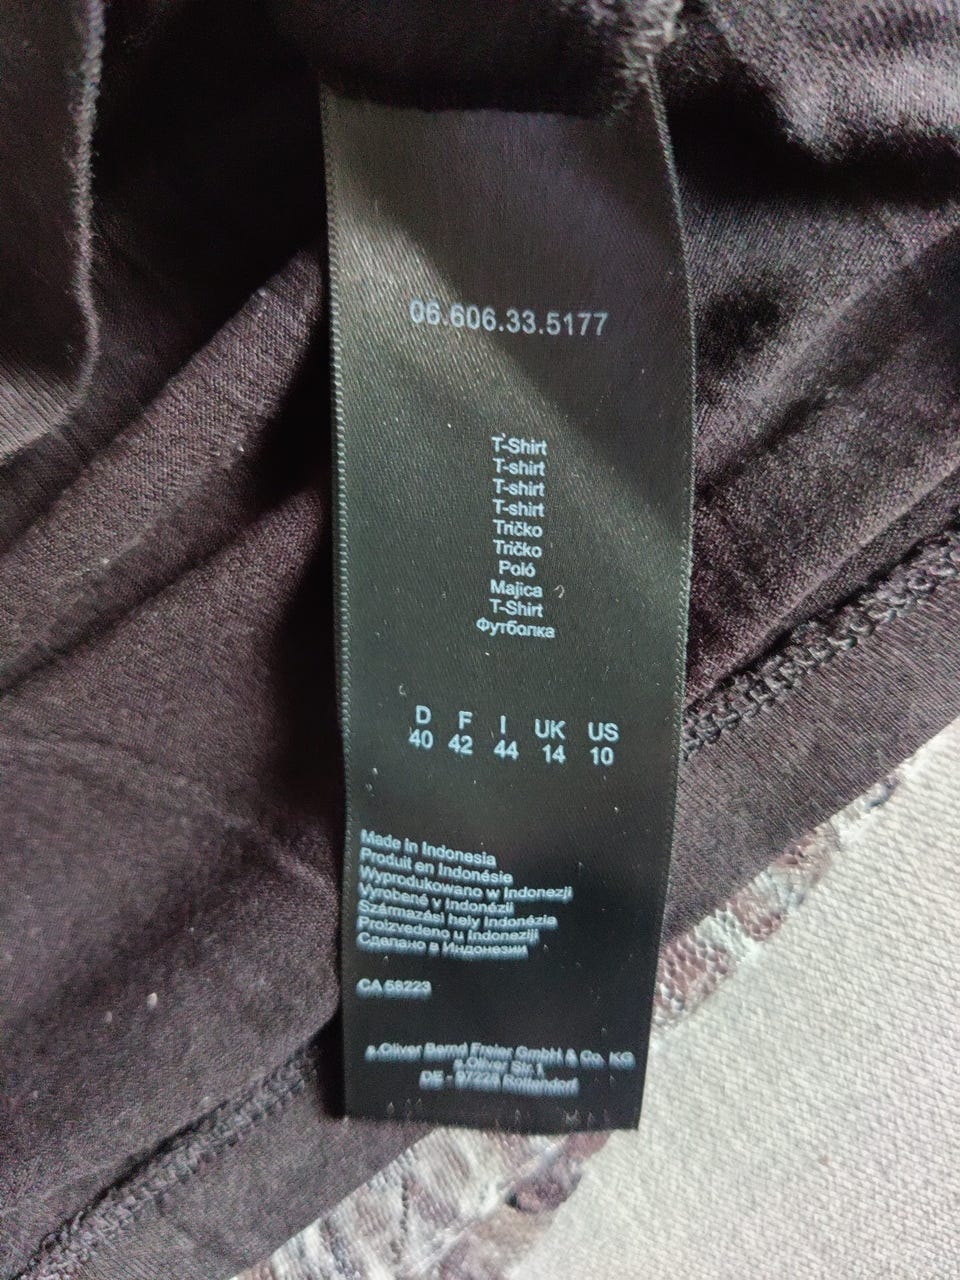 06.606.33.5177
T-Shirt
T-shirt
T-shirt
T-shirt
Tričko
Tričko
Póló
Majica
T-Shirt
Футболка
D F I UK US
40 42 44 14 10
Made in Indonesia
Produit en Indonésie
Wyprodukowano w Indonezji
Vyrobené v Indonézii
Származási hely Indonézia
Proizvedeno u Indoneziji
Сделано в Индонезии
CA 58223
s.Oliver Bernd Freier GmbH & Co. KG
s.Oliver Str.1
DE - 97228 Rottendorf